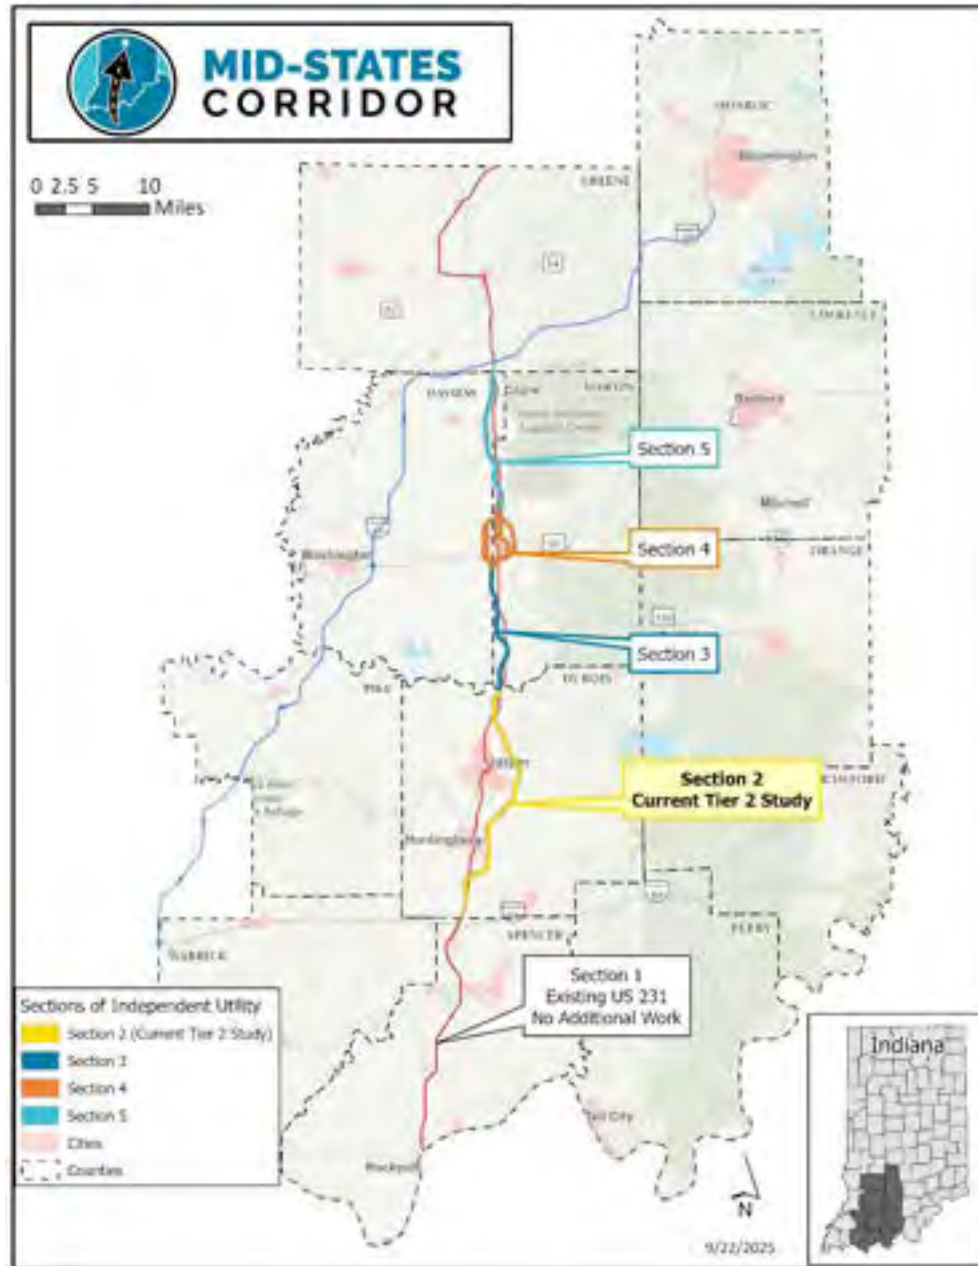 MID-STATES
CORRIDOR
0 2.5 5 10
Miles
Bloomington
GREENE
LAWRENCE
DAVIESS
Crane
MARTIN
Bedford
Section 5
Mitchell
Section 4
ORANGE
Washington
Section 3
DUBOIS
PIKE
Jasper
Section 2
Current Tier 2 Study
CRAWFORD
Huntingburg
SPENCER
PERRY
WARRICK
Section 1
Existing US 231
No Additional Work
Sections of Independent Utility
Section 2 (Current Tier 2 Study)
Section 3
Section 4
Section 5
Cities
Counties
Indiana
Tell City
Rockport
N
9/22/2025